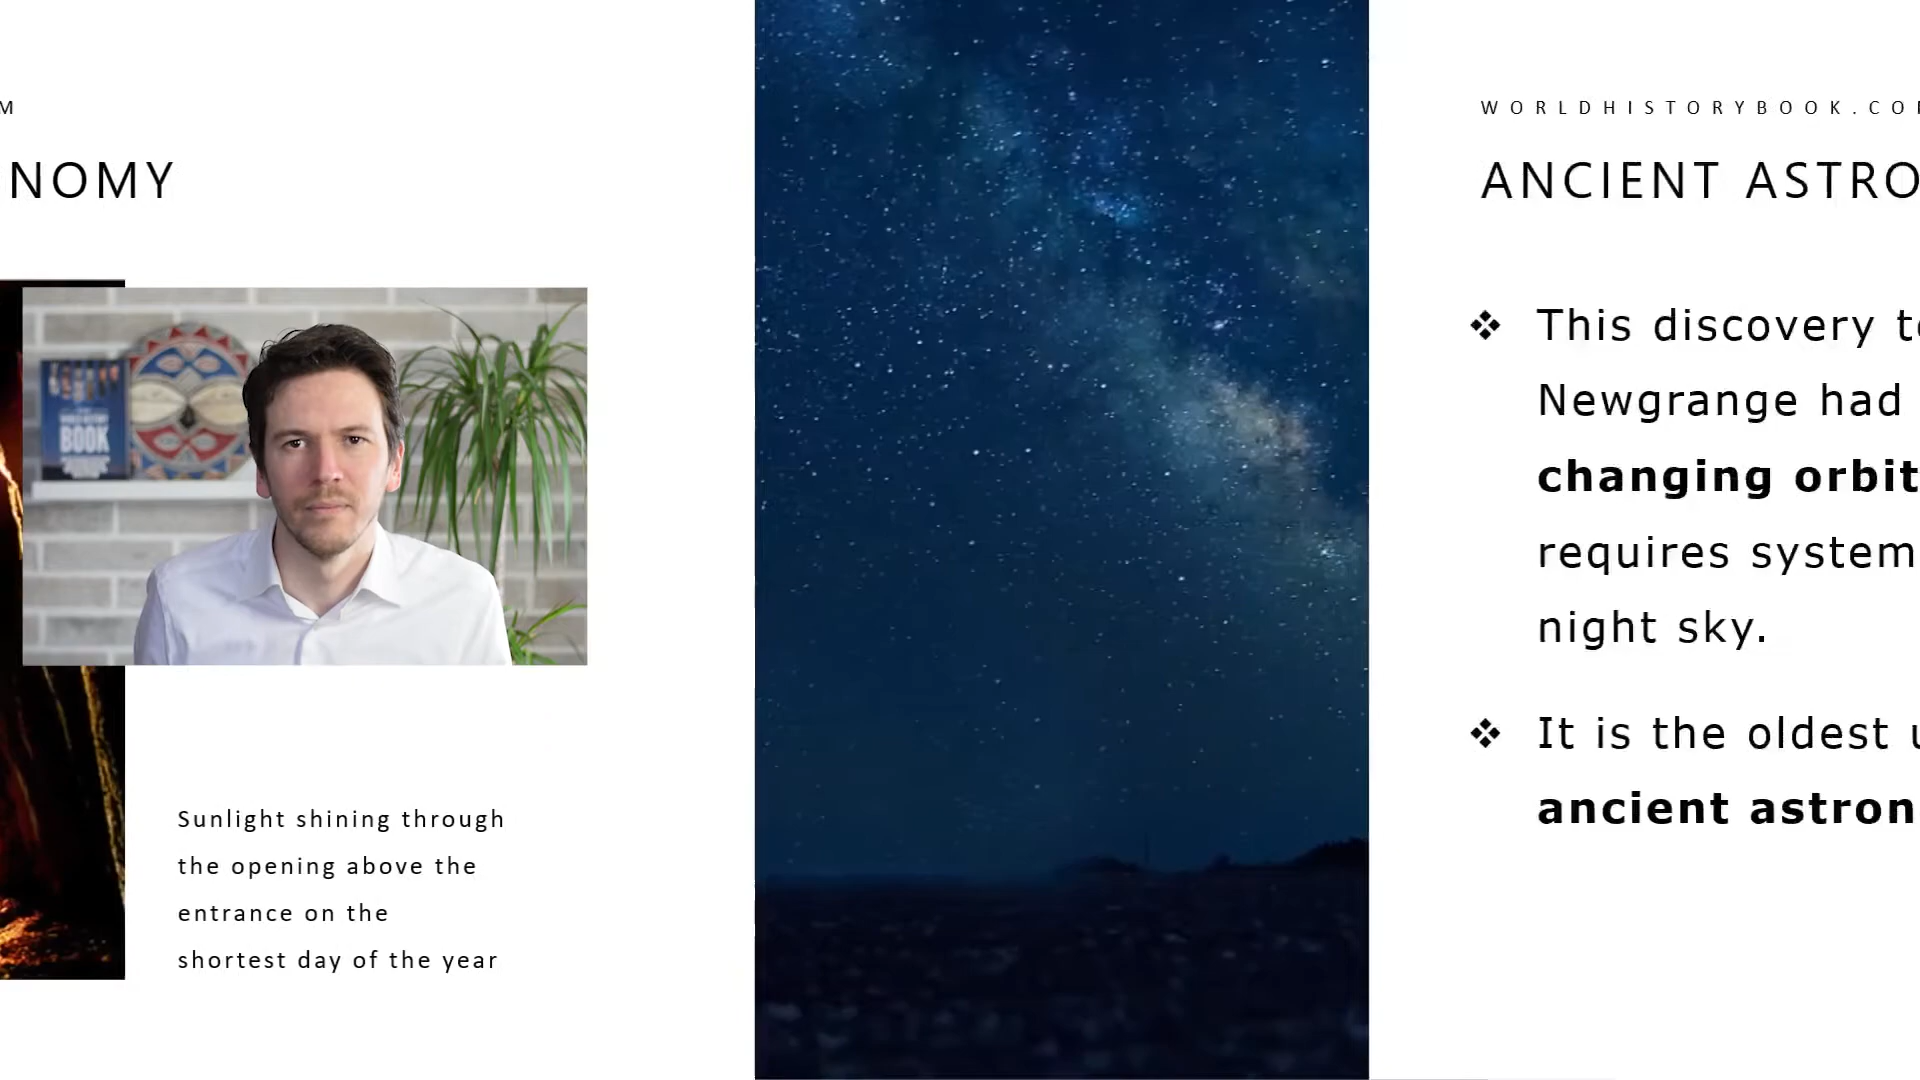 M
NOMY
BOOK
Sunlight shining through
the opening above the
entrance on the
shortest day of the year
WORLDHISTORYBOOK.CO
ANCIENT ASTRO
❖ This discovery
Newgrange had
changing orbit
requires system
night sky.
❖ It is the oldest
ancient astron